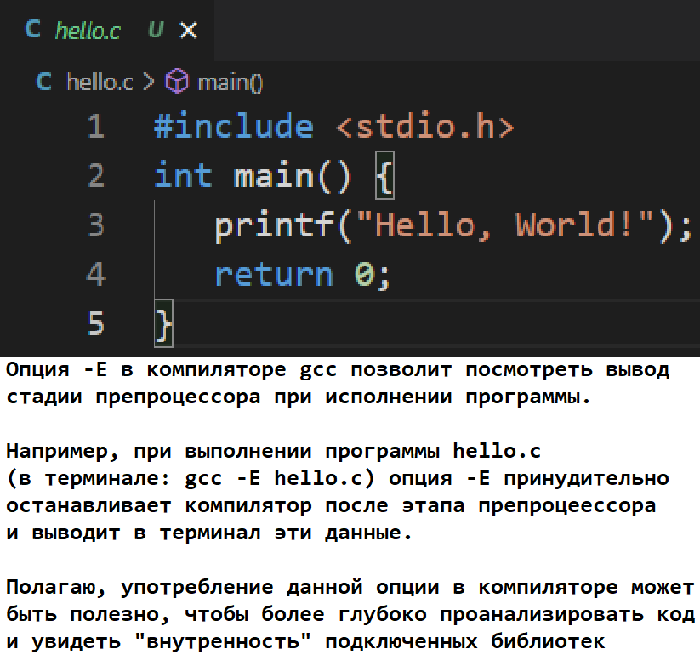 C hello.c U ×
C hello.c > main()
1 #include <stdio.h>
2 int main() {
3 printf("Hello, World!");
4 return 0;
5 }
Опция -E в компиляторе gcc позволит посмотреть вывод
стадии препроцессора при исполнении программы.
Например, при выполнении программы hello.c
(в терминале: gcc -E hello.c) опция -E принудительно
останавливает компилятор после этапа препроцеессора
и выводит в терминал эти данные.
Полагаю, употребление данной опции в компиляторе может
быть полезно, чтобы более глубоко проанализировать код
и увидеть "внутренность" подключенных библиотек